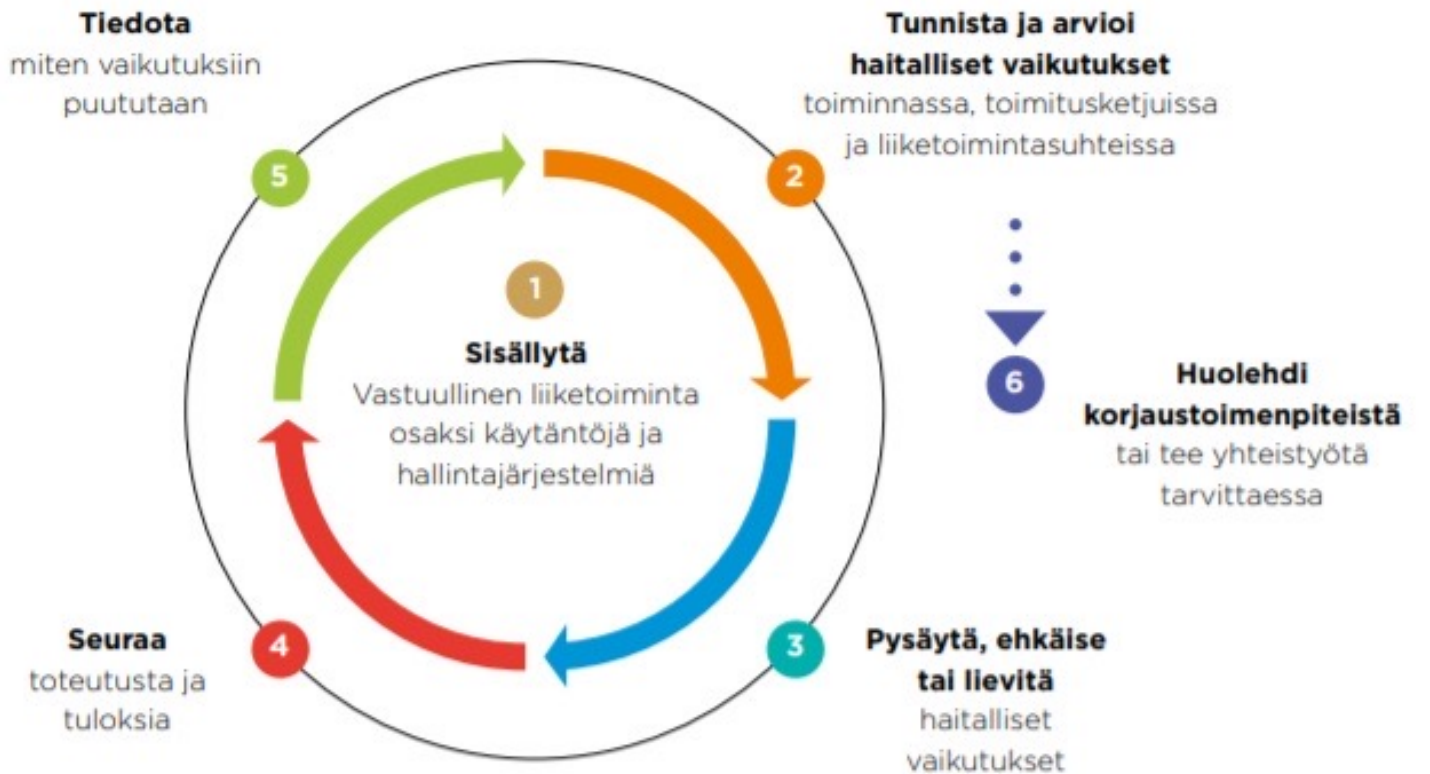 Tiedota
miten vaikutuksiin
puututaan
5
Tunnista ja arvioi
haitalliset vaikutukset
toiminnassa, toimitusketjuissa
ja liiketoimintasuhteissa
2
1
Sisällytä
Vastuullinen liiketoiminta
osaksi käytäntöjä ja
hallintajärjestelmiä
6
Huolehdi
korjaustoimenpiteistä
tai tee yhteistyötä
tarvittaessa
Seuraa
toteutusta ja
tuloksia
4
3
Pysäytä, ehkäise
tai lievitä
haitalliset
vaikutukset